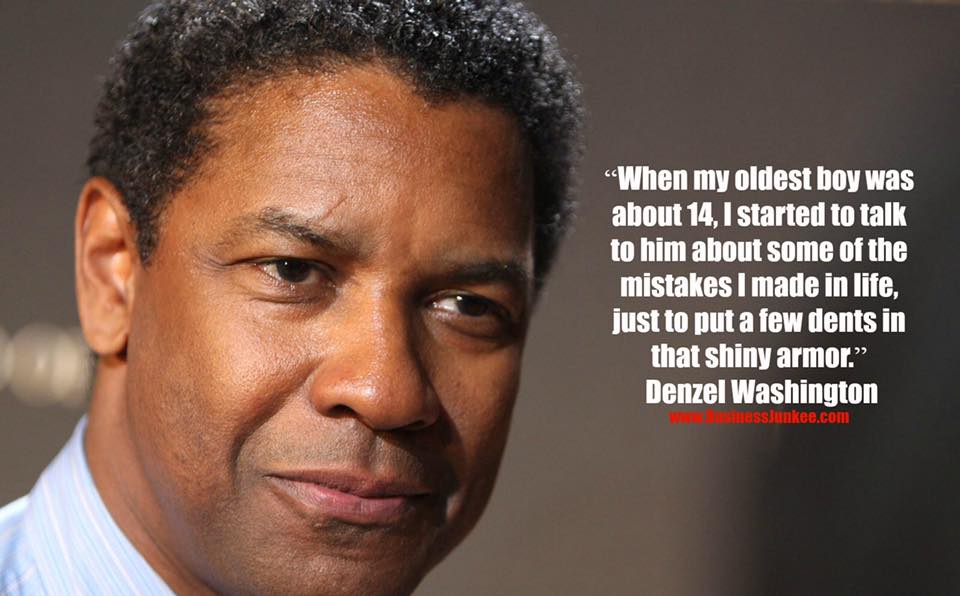 “When my oldest boy was
about 14, I started to talk
to him about some of the
mistakes I made in life,
just to put a few dents in
that shiny armor.”
Denzel Washington
www.BusinessJunkee.com